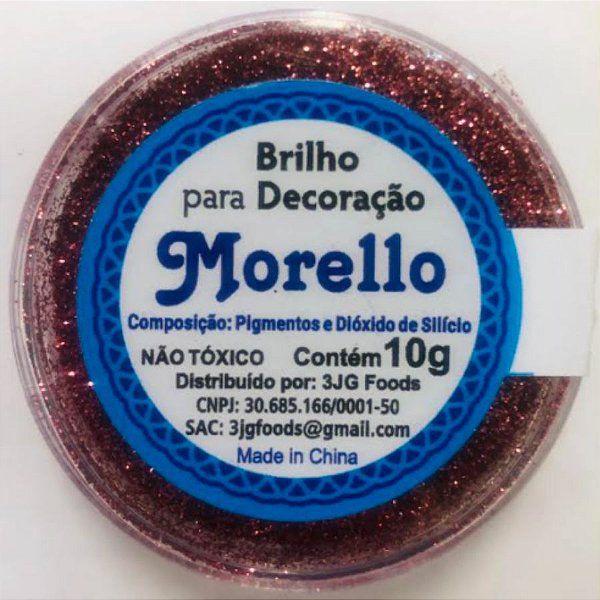 Brilho
para Decoração
Morello
Composição: Pigmentos e Dióxido de Silício
NÃO TÓXICO Contém 10g
Distribuído por: 3JG Foods
CNPJ: 30.685.166/0001-50
SAC: 3jgfoods@gmail.com
Made in China